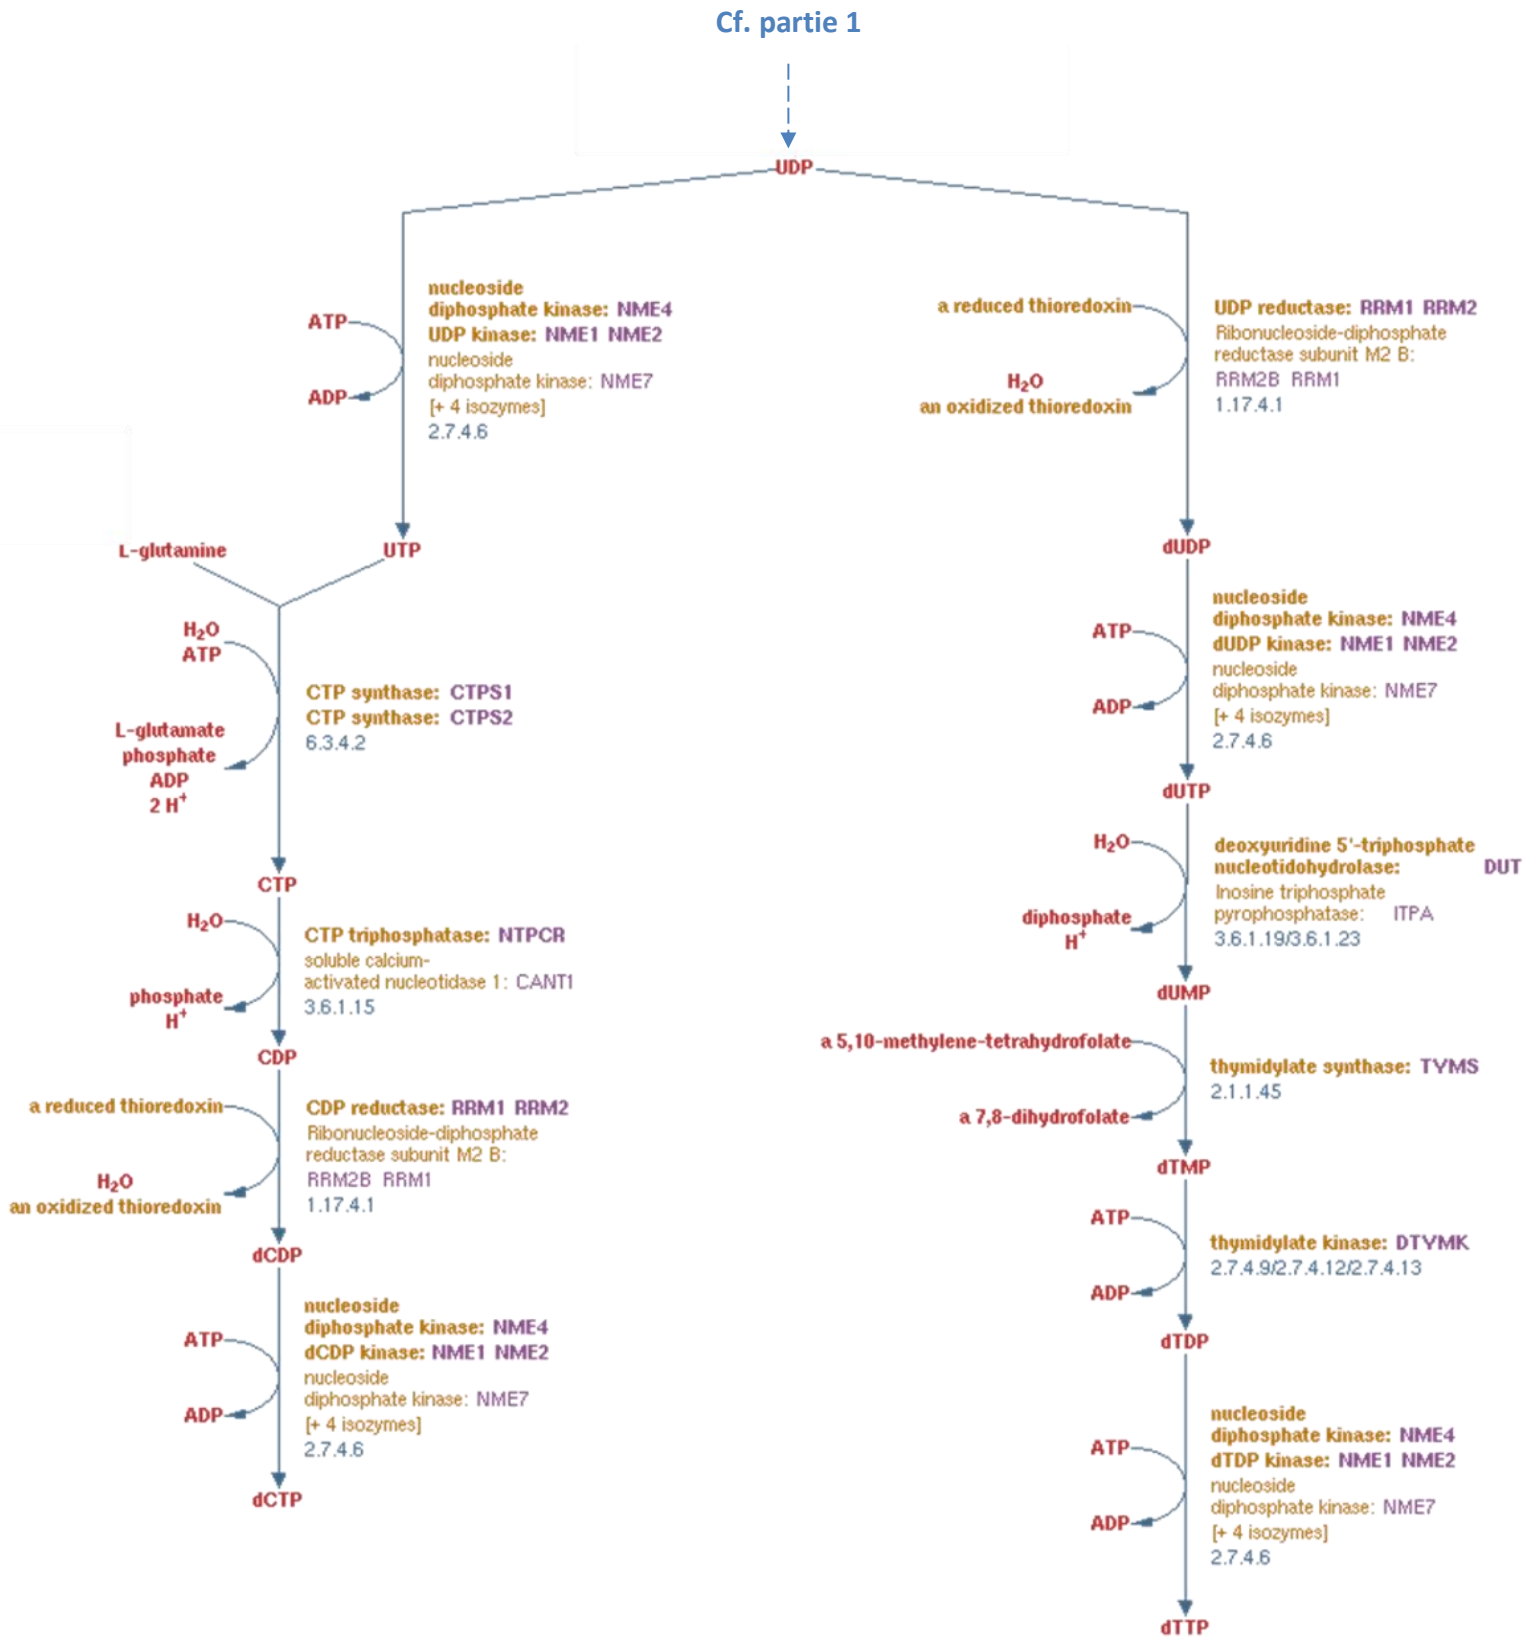 Cf. partie 1
UDP
nucleoside
diphosphate kinase: NME4
UDP kinase: NME1 NME2
nucleoside
diphosphate kinase: NME7
[+ 4 isozymes]
2.7.4.6
ATP
ADP
UTP
L-glutamine
H₂O
ATP
L-glutamate
phosphate
ADP
2 H⁺
CTP synthase: CTPS1
CTP synthase: CTPS2
6.3.4.2
CTP
H₂O
phosphate
H⁺
CTP triphosphatase: NTPCR
soluble calcium-
activated nucleotidase 1: CANT1
3.6.1.15
CDP
a reduced thioredoxin
H₂O
an oxidized thioredoxin
CDP reductase: RRM1 RRM2
Ribonucleoside-diphosphate
reductase subunit M2 B:
RRM2B RRM1
1.17.4.1
dCDP
ATP
ADP
nucleoside
diphosphate kinase: NME4
dCDP kinase: NME1 NME2
nucleoside
diphosphate kinase: NME7
[+ 4 isozymes]
2.7.4.6
dCTP
a reduced thioredoxin
H₂O
an oxidized thioredoxin
UDP reductase: RRM1 RRM2
Ribonucleoside-diphosphate
reductase subunit M2 B:
RRM2B RRM1
1.17.4.1
dUDP
ATP
ADP
nucleoside
diphosphate kinase: NME4
dUDP kinase: NME1 NME2
nucleoside
diphosphate kinase: NME7
[+ 4 isozymes]
2.7.4.6
dUTP
H₂O
diphosphate
H⁺
deoxyuridine 5'-triphosphate
nucleotidohydrolase: DUT
Inosine triphosphate
pyrophosphatase: ITPA
3.6.1.19/3.6.1.23
dUMP
a 5,10-methylene-tetrahydrofolate
a 7,8-dihydrofolate
thymidylate synthase: TYMS
2.1.1.45
dTMP
ATP
ADP
thymidylate kinase: DTYMK
2.7.4.9/2.7.4.12/2.7.4.13
dTDP
ATP
ADP
nucleoside
diphosphate kinase: NME4
dTDP kinase: NME1 NME2
nucleoside
diphosphate kinase: NME7
[+ 4 isozymes]
2.7.4.6
dTTP